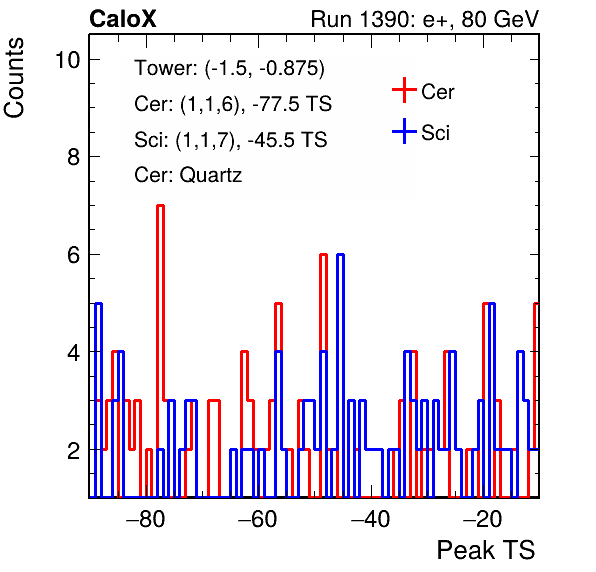 CaloX Run 1390: e+, 80 GeV
Counts
Tower: (-1.5, -0.875)
Cer: (1,1,6), -77.5 TS
Sci: (1,1,7), -45.5 TS
Cer: Quartz
Cer
Sci
10
8
6
4
2
−80 −60 −40 −20
Peak TS